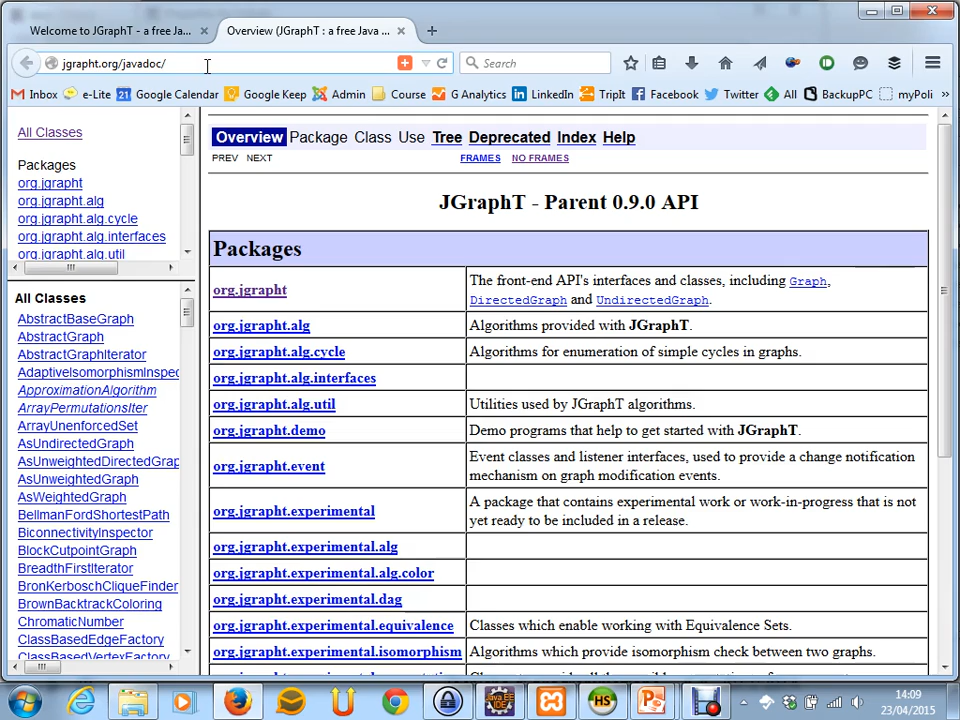 Welcome to JGraphT - a free Ja...
Overview (JGraphT : a free Java ...
jgrapht.org/javadoc/
Search
Inbox
e-Lite
Google Calendar
Google Keep
Admin
Course
G Analytics
LinkedIn
TripIt
Facebook
Twitter
All
BackupPC
myPoli
»
All Classes
Packages
org.jgrapht
org.jgrapht.alg
org.jgrapht.alg.cycle
org.jgrapht.alg.interfaces
org.jgrapht.alg.util
All Classes
AbstractBaseGraph
AbstractGraph
AbstractGraphIterator
AdaptiveIsomorphismInspec
ApproximationAlgorithm
ArrayPermutationsIter
ArrayUnenforcedSet
AsUndirectedGraph
AsUnweightedDirectedGrap
AsUnweightedGraph
AsWeightedGraph
BellmanFordShortestPath
BiconnectivityInspector
BlockCutpointGraph
BreadthFirstIterator
BronKerboschCliqueFinder
BrownBacktrackColoring
ChromaticNumber
ClassBasedEdgeFactory
ClassBasedVertexFactory
Overview Package Class Use Tree Deprecated Index Help
PREV NEXT FRAMES NO FRAMES
JGraphT - Parent 0.9.0 API
Packages
org.jgrapht
The front-end API's interfaces and classes, including Graph,
DirectedGraph and UndirectedGraph.
org.jgrapht.alg
Algorithms provided with JGraphT.
org.jgrapht.alg.cycle
Algorithms for enumeration of simple cycles in graphs.
org.jgrapht.alg.interfaces
org.jgrapht.alg.util
Utilities used by JGraphT algorithms.
org.jgrapht.demo
Demo programs that help to get started with JGraphT.
org.jgrapht.event
Event classes and listener interfaces, used to provide a change notification
mechanism on graph modification events.
org.jgrapht.experimental
A package that contains experimental work or work-in-progress that is not
yet ready to be included in a release.
org.jgrapht.experimental.alg
org.jgrapht.experimental.alg.color
org.jgrapht.experimental.dag
org.jgrapht.experimental.equivalence
Classes which enable working with Equivalence Sets.
org.jgrapht.experimental.isomorphism
Algorithms which provide isomorphism check between two graphs.
14:09
23/04/2015